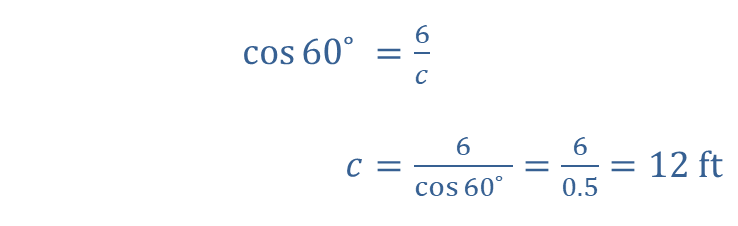 cos 60° = 6/c
c = 6/cos 60° = 6/0.5 = 12 ft